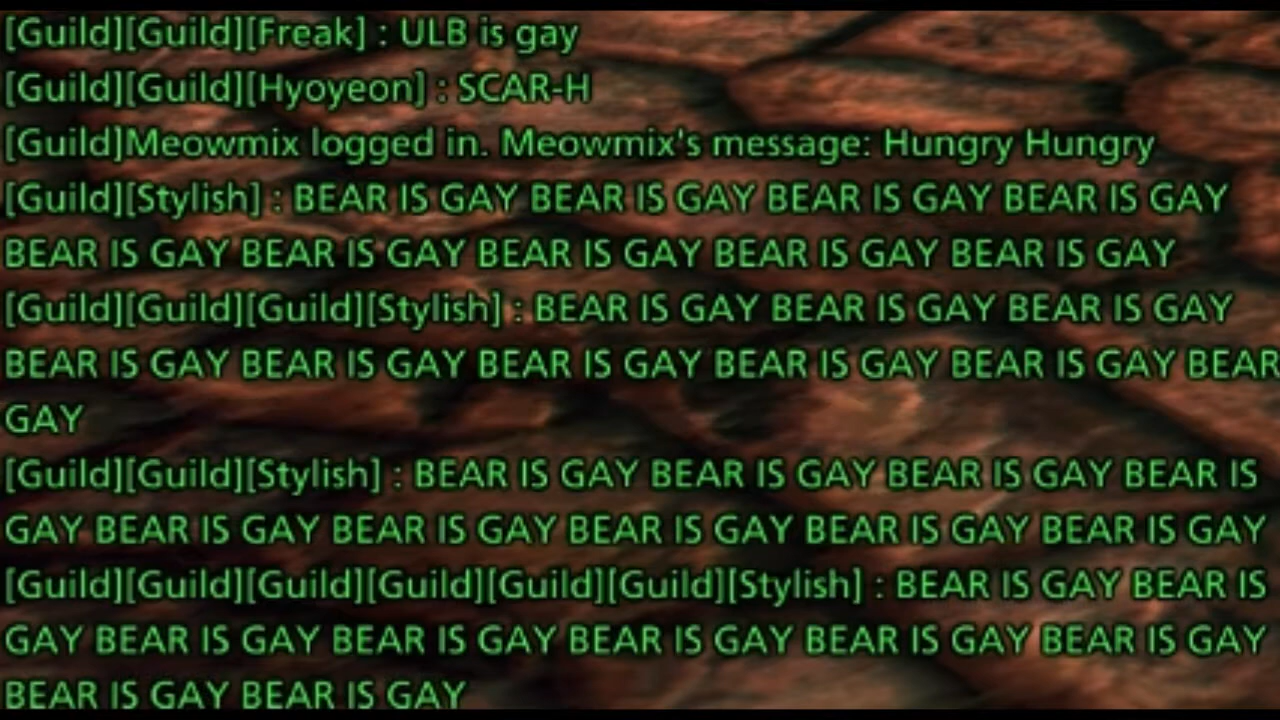 [Guild][Guild][Freak] : ULB is gay
[Guild][Guild][Hyoyeon] : SCAR-H
[Guild]Meowmix logged in. Meowmix's message: Hungry Hungry
[Guild][Stylish] : BEAR IS GAY BEAR IS GAY BEAR IS GAY BEAR IS GAY
BEAR IS GAY BEAR IS GAY BEAR IS GAY BEAR IS GAY BEAR IS GAY
[Guild][Guild][Guild][Stylish] : BEAR IS GAY BEAR IS GAY BEAR IS GAY
BEAR IS GAY BEAR IS GAY BEAR IS GAY BEAR IS GAY BEAR IS GAY BEAR
GAY
[Guild][Guild][Stylish] : BEAR IS GAY BEAR IS GAY BEAR IS GAY BEAR IS
GAY BEAR IS GAY BEAR IS GAY BEAR IS GAY BEAR IS GAY BEAR IS GAY
[Guild][Guild][Guild][Guild][Guild][Guild][Stylish] : BEAR IS GAY BEAR IS
GAY BEAR IS GAY BEAR IS GAY BEAR IS GAY BEAR IS GAY BEAR IS GAY
BEAR IS GAY BEAR IS GAY